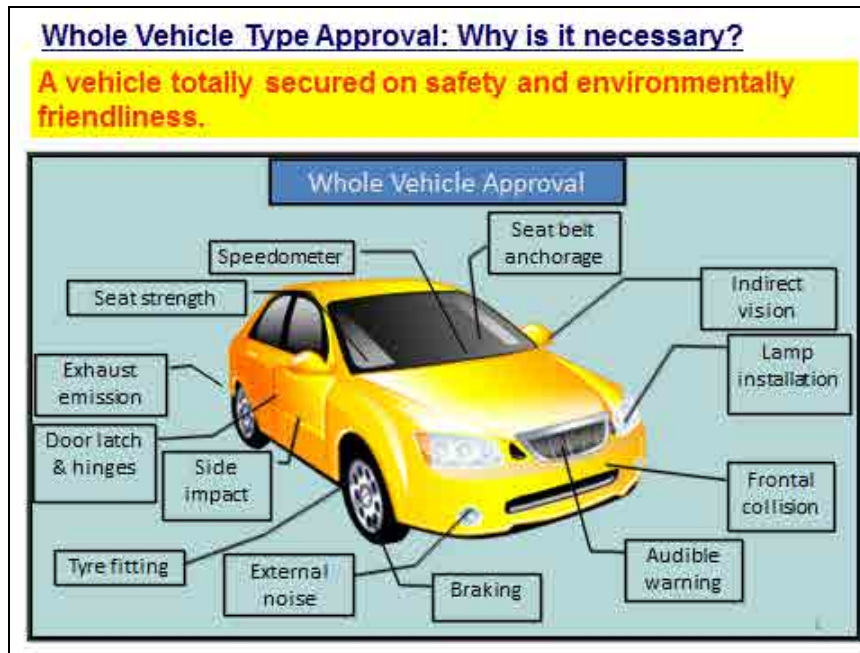 Whole Vehicle Type Approval: Why is it necessary?
A vehicle totally secured on safety and environmentally
friendliness.
Whole Vehicle Approval
Seat belt
anchorage
Speedometer
Seat strength
Indirect
vision
Lamp
installation
Exhaust
emission
Door latch
& hinges
Side
impact
Frontal
collision
Tyre fitting
External
noise
Braking
Audible
warning